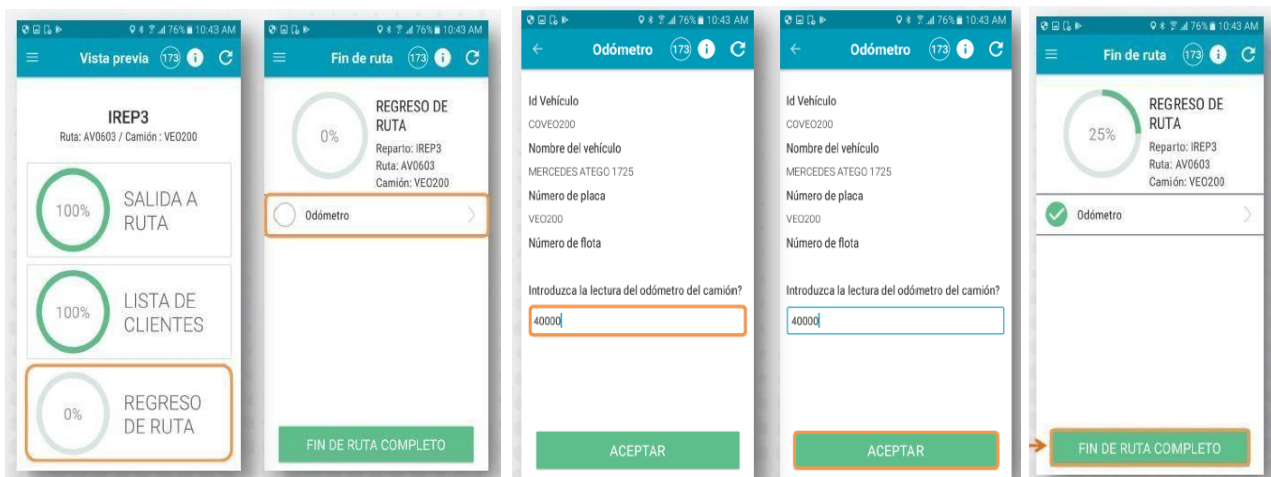 76% 10:43 AM
Vista previa 173 i
IREP3
Ruta: AV0603 / Camión : VEO200
100%
SALIDA A
RUTA
100%
LISTA DE
CLIENTES
0%
REGRESO
DE RUTA
76% 10:43 AM
Fin de ruta 173 i
0%
REGRESO DE
RUTA
Reparto: IREP3
Ruta: AV0603
Camión: VEO200
Odómetro
FIN DE RUTA COMPLETO
76% 10:43 AM
Odómetro 173 i
Id Vehículo
COVEO200
Nombre del vehículo
MERCEDES ATEGO 1725
Número de placa
VEO200
Número de flota
Introduzca la lectura del odómetro del camión?
40000
ACEPTAR
76% 10:43 AM
Odómetro 173 i
Id Vehículo
COVEO200
Nombre del vehículo
MERCEDES ATEGO 1725
Número de placa
VEO200
Número de flota
Introduzca la lectura del odómetro del camión?
40000
ACEPTAR
76% 10:43 AM
Fin de ruta 173 i
25%
REGRESO DE
RUTA
Reparto: IREP3
Ruta: AV0603
Camión: VEO200
Odómetro
FIN DE RUTA COMPLETO